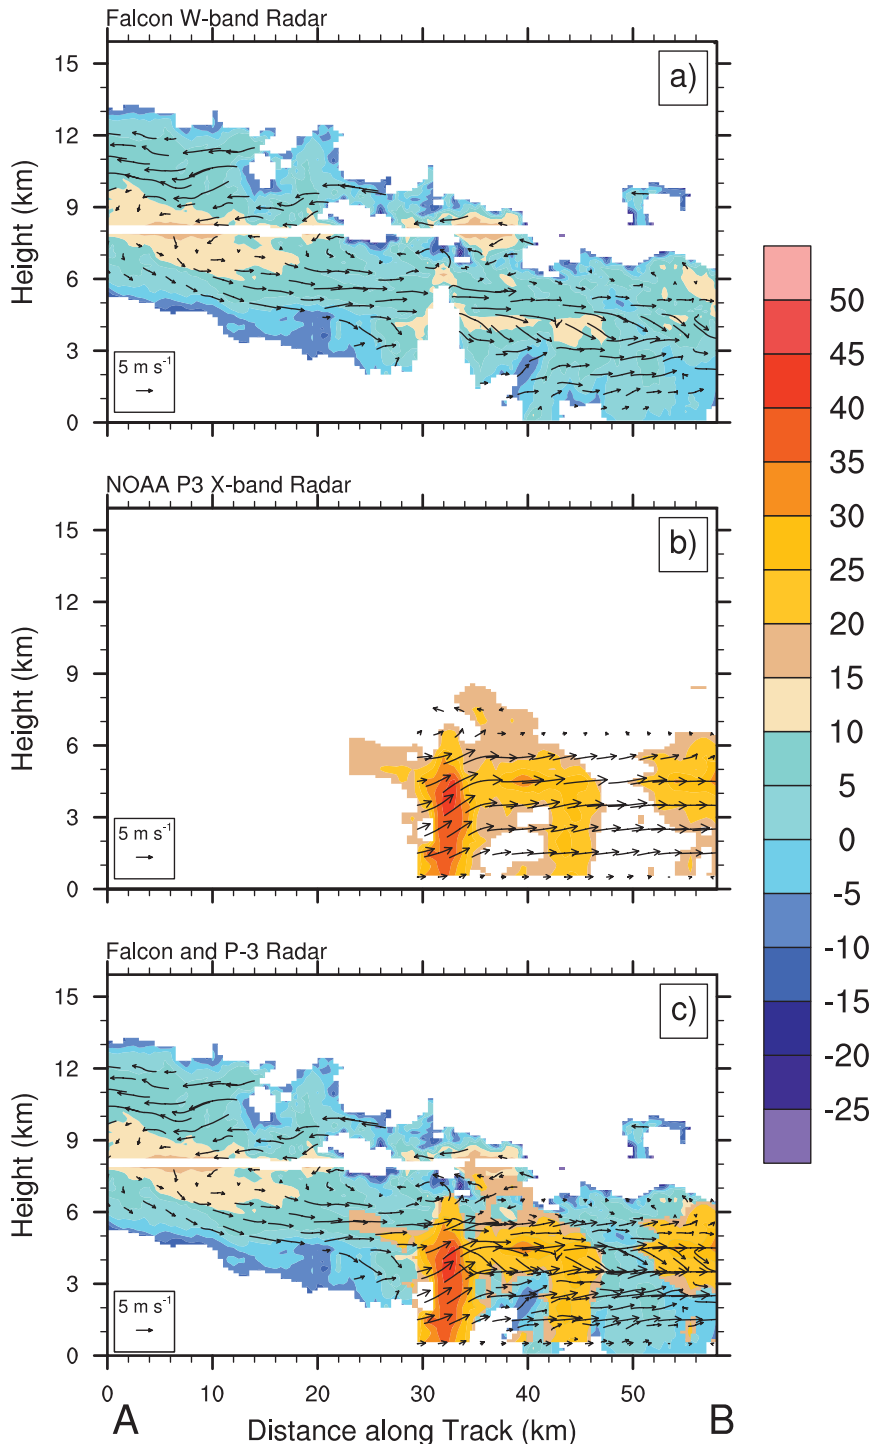 Falcon W-band Radar
a)
15
12
9
6
3
0
Height (km)
5 m s⁻¹
NOAA P3 X-band Radar
b)
15
12
9
6
3
0
Height (km)
5 m s⁻¹
Falcon and P-3 Radar
c)
15
12
9
6
3
0
Height (km)
5 m s⁻¹
0 10 20 30 40 50
A Distance along Track (km) B
50
45
40
35
30
25
20
15
10
5
0
-5
-10
-15
-20
-25